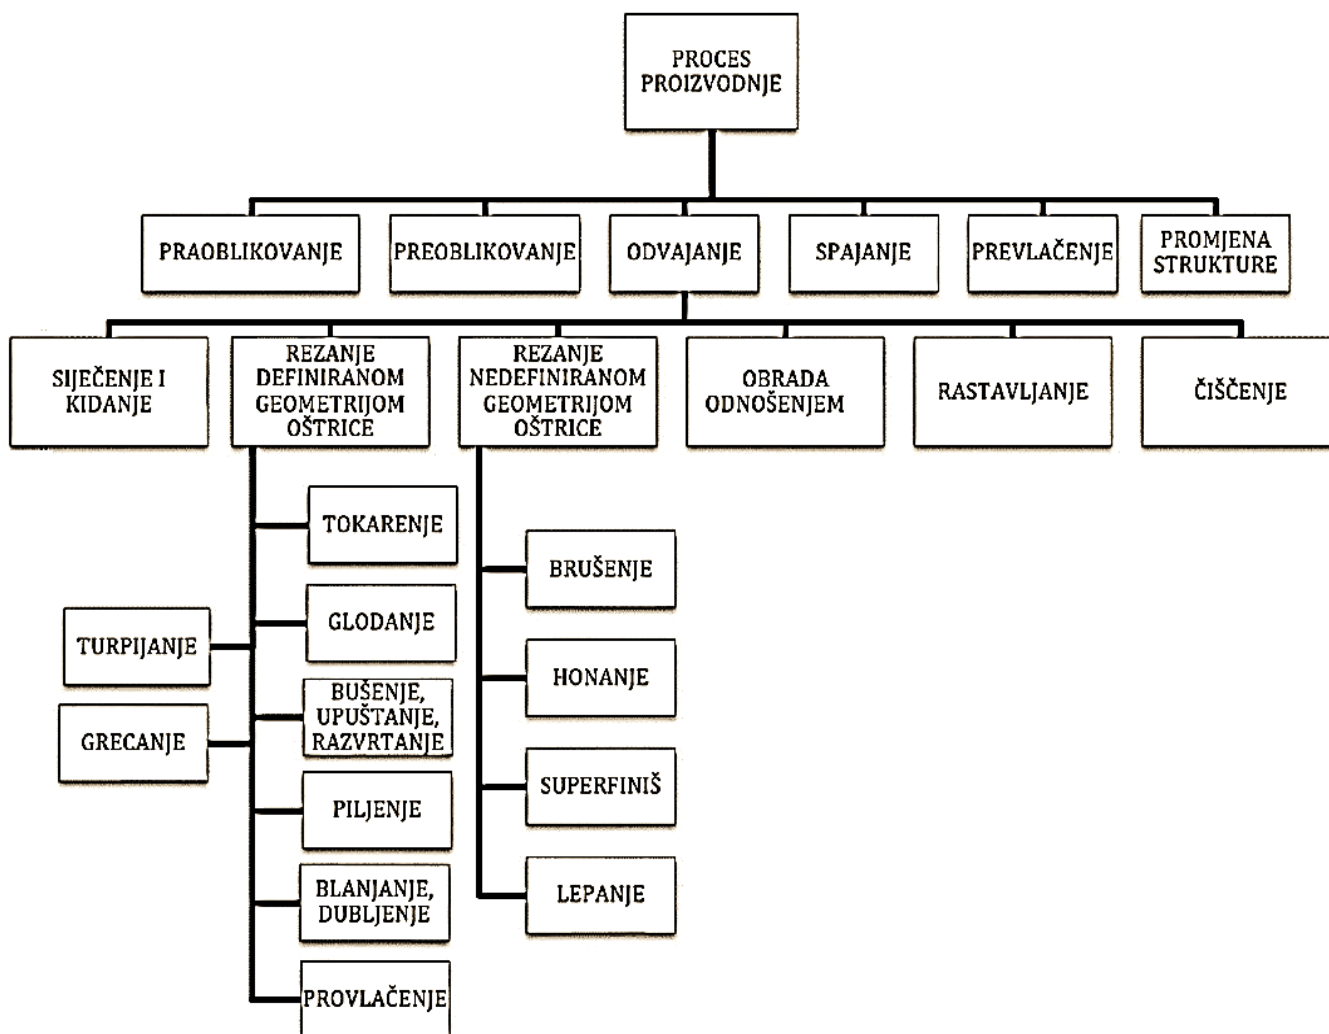 PROCES
PROIZVODNJE
PRAOBLIKOVANJE
PREOBLIKOVANJE
ODVAJANJE
SPAJANJE
PREVLAČENJE
PROMJENA
STRUKTURE
SIJEČENJE I
KIDANJE
REZANJE
DEFINIRANOM
GEOMETRIJOM
OŠTRICE
REZANJE
NEDEFINIRANOM
GEOMETRIJOM
OŠTRICE
OBRADA
ODNOŠENJEM
RASTAVLJANJE
ČIŠČENJE
TOKARENJE
GLODANJE
TURPIJANJE
BUŠENJE,
UPUŠTANJE,
RAZVRTANJE
GRECANJE
PILJENJE
BLANJANJE,
DUBLJENJE
PROVLAČENJE
BRUŠENJE
HONANJE
SUPERFINIŠ
LEPANJE